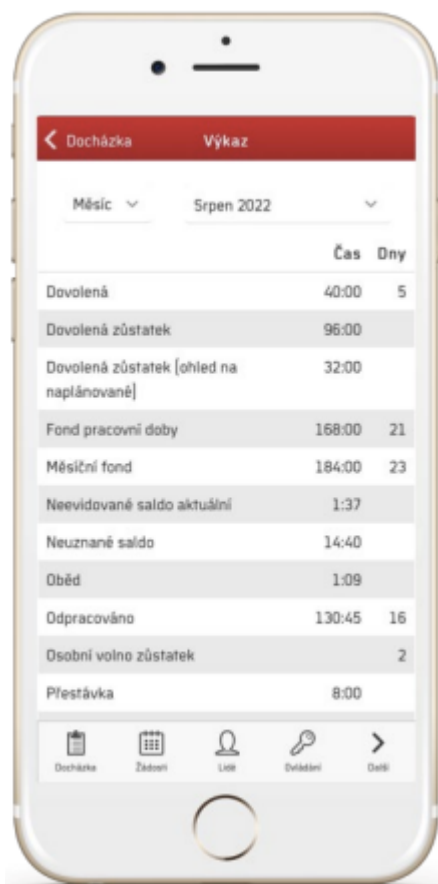 Docházka Výkaz
Měsíc Srpen 2022
Čas Dny
Dovolená 40:00 5
Dovolená zůstatek 96:00
Dovolená zůstatek (ohled na 32:00
naplánované)
Fond pracovní doby 168:00 21
Měsíční fond 184:00 23
Neevidované saldo aktuální 1:37
Neuznané saldo 14:40
Oběd 1:09
Odpracováno 130:45 16
Osobní volno zůstatek 2
Přestávka 8:00
Docházka Žádosti Lidé Ovládání Další